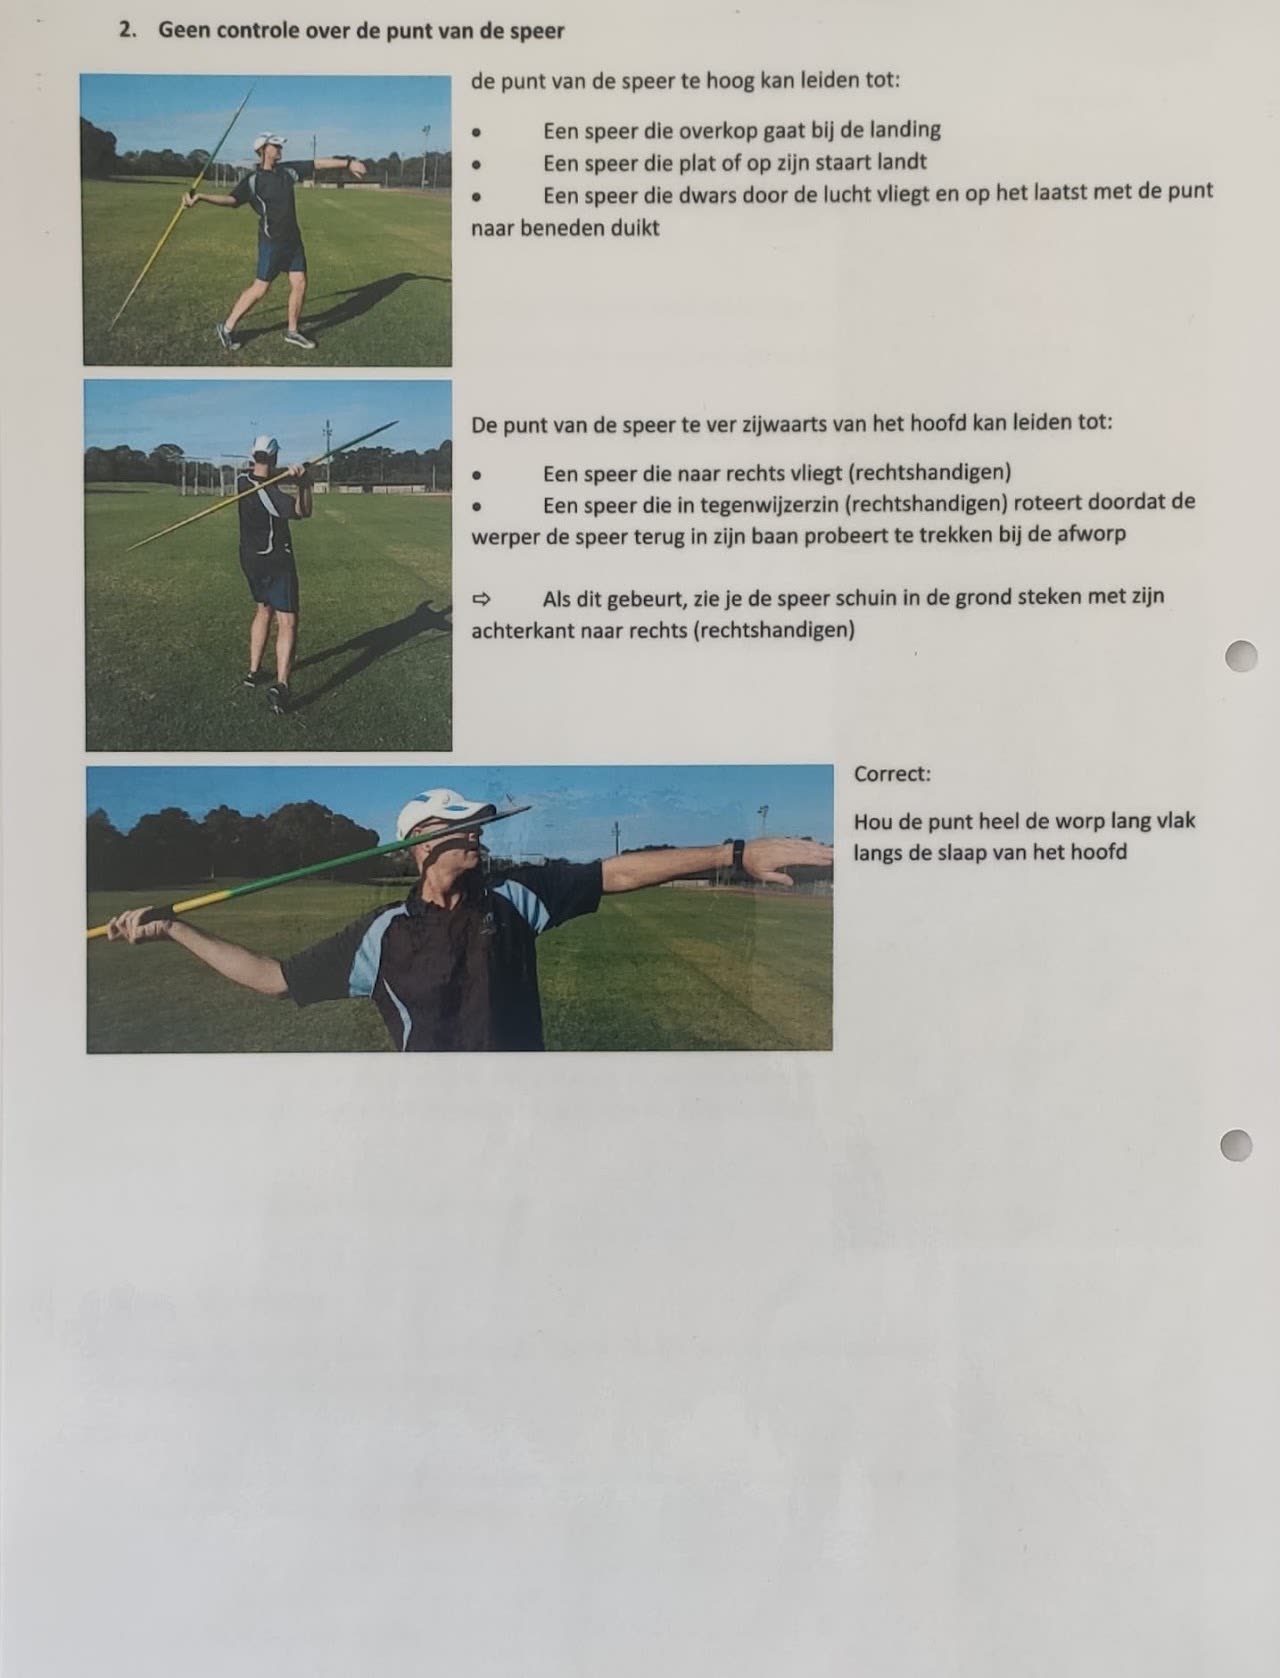 2. Geen controle over de punt van de speer
de punt van de speer te hoog kan leiden tot:
• Een speer die overkop gaat bij de landing
• Een speer die plat of op zijn staart landt
• Een speer die dwars door de lucht vliegt en op het laatst met de punt
naar beneden duikt
De punt van de speer te ver zijwaarts van het hoofd kan leiden tot:
• Een speer die naar rechts vliegt (rechtshandigen)
• Een speer die in tegenwijzerzin (rechtshandigen) roteert doordat de
werper de speer terug in zijn baan probeert te trekken bij de afworp
⇨ Als dit gebeurt, zie je de speer schuin in de grond steken met zijn
achterkant naar rechts (rechtshandigen)
Correct:
Hou de punt heel de worp lang vlak
langs de slaap van het hoofd